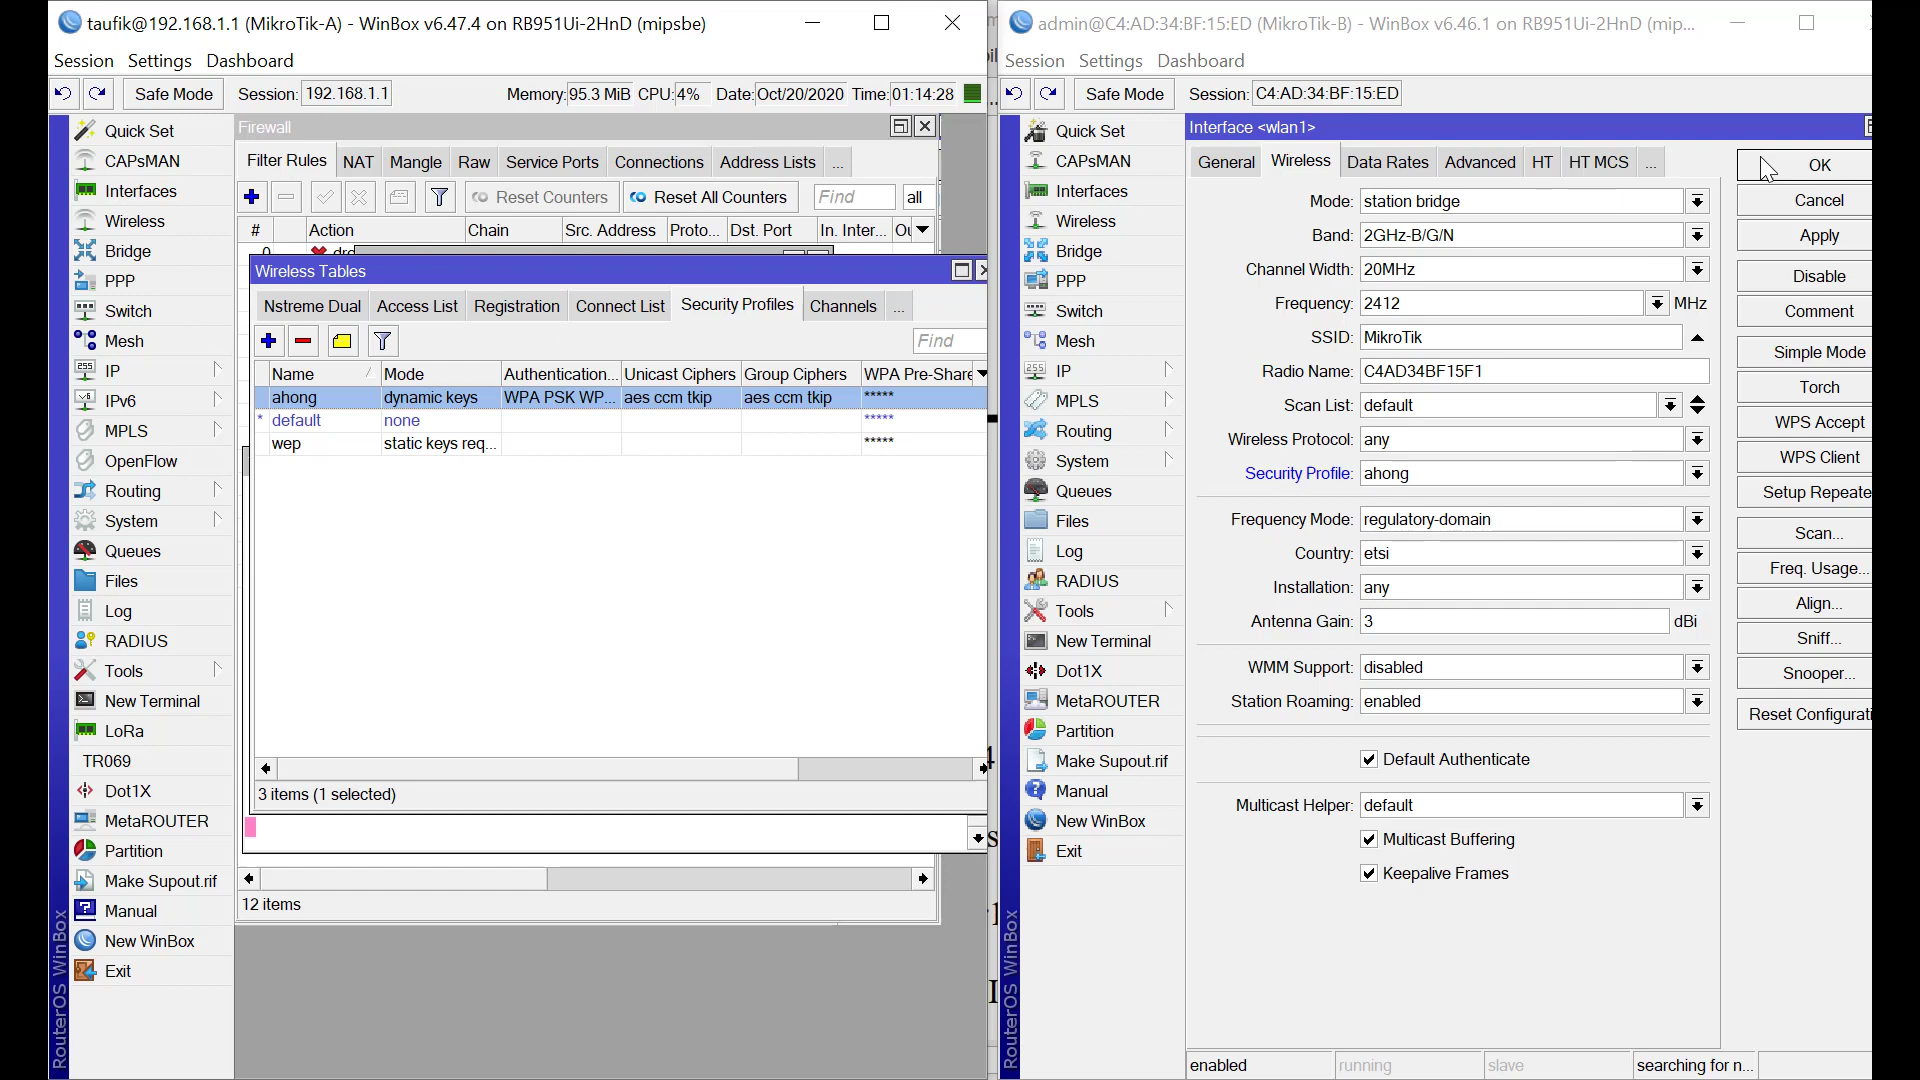 taufik@192.168.1.1 (MikroTik-A) - WinBox v6.47.4 on RB951Ui-2HnD (mipsbe)
Session Settings Dashboard
Safe Mode Session: 192.168.1.1 Memory: 95.3 MiB CPU: 4% Date: Oct/20/2020 Time: 01:14:28
Quick Set
CAPsMAN
Interfaces
Wireless
Bridge
PPP
Switch
Mesh
IP
IPv6
MPLS
OpenFlow
Routing
System
Queues
Files
Log
RADIUS
Tools
New Terminal
LoRa
TR069
Dot1X
MetaROUTER
Partition
Make Supout.rif
Manual
New WinBox
Exit
RouterOS WinBox
Firewall
Filter Rules NAT Mangle Raw Service Ports Connections Address Lists ...
Reset Counters Reset All Counters Find all
# Action Chain Src. Address Proto... Dst. Port In. Inter...
Wireless Tables
Nstreme Dual Access List Registration Connect List Security Profiles Channels ...
Find
Name Mode Authentication... Unicast Ciphers Group Ciphers WPA Pre-Share
ahong dynamic keys WPA PSK WP... aes ccm tkip aes ccm tkip *****
* default none *****
wep static keys req... *****
3 items (1 selected)
12 items
admin@C4:AD:34:BF:15:ED (MikroTik-B) - WinBox v6.46.1 on RB951Ui-2HnD (mip...
Session Settings Dashboard
Safe Mode Session: C4:AD:34:BF:15:ED
Quick Set
CAPsMAN
Interfaces
Wireless
Bridge
PPP
Switch
Mesh
IP
MPLS
Routing
System
Queues
Files
Log
RADIUS
Tools
New Terminal
Dot1X
MetaROUTER
Partition
Make Supout.rif
Manual
New WinBox
Exit
RouterOS WinBox
Interface <wlan1>
General Wireless Data Rates Advanced HT HT MCS ...
Mode: station bridge
Band: 2GHz-B/G/N
Channel Width: 20MHz
Frequency: 2412 MHz
SSID: MikroTik
Radio Name: C4AD34BF15F1
Scan List: default
Wireless Protocol: any
Security Profile: ahong
Frequency Mode: regulatory-domain
Country: etsi
Installation: any
Antenna Gain: 3 dBi
WMM Support: disabled
Station Roaming: enabled
Default Authenticate
Multicast Helper: default
Multicast Buffering
Keepalive Frames
OK
Cancel
Apply
Disable
Comment
Simple Mode
Torch
WPS Accept
WPS Client
Setup Repeate
Scan...
Freq. Usage...
Align...
Sniff...
Snooper...
Reset Configurati
enabled running slave searching for n...